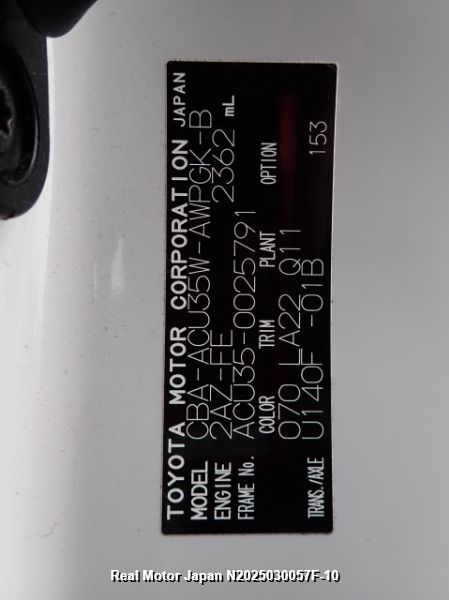 TOYOTA MOTOR CORPORATION JAPAN
MODEL CBA-ACU35W-AWPGK-B
ENGINE 2AZ-FE 2362 mL
FRAME No. ACU35-0025791
COLOR TRIM PLANT OPTION
070 LA22 Q11 153
TRANS./AXLE U140F -01B
Real Motor Japan N2025030057F-10